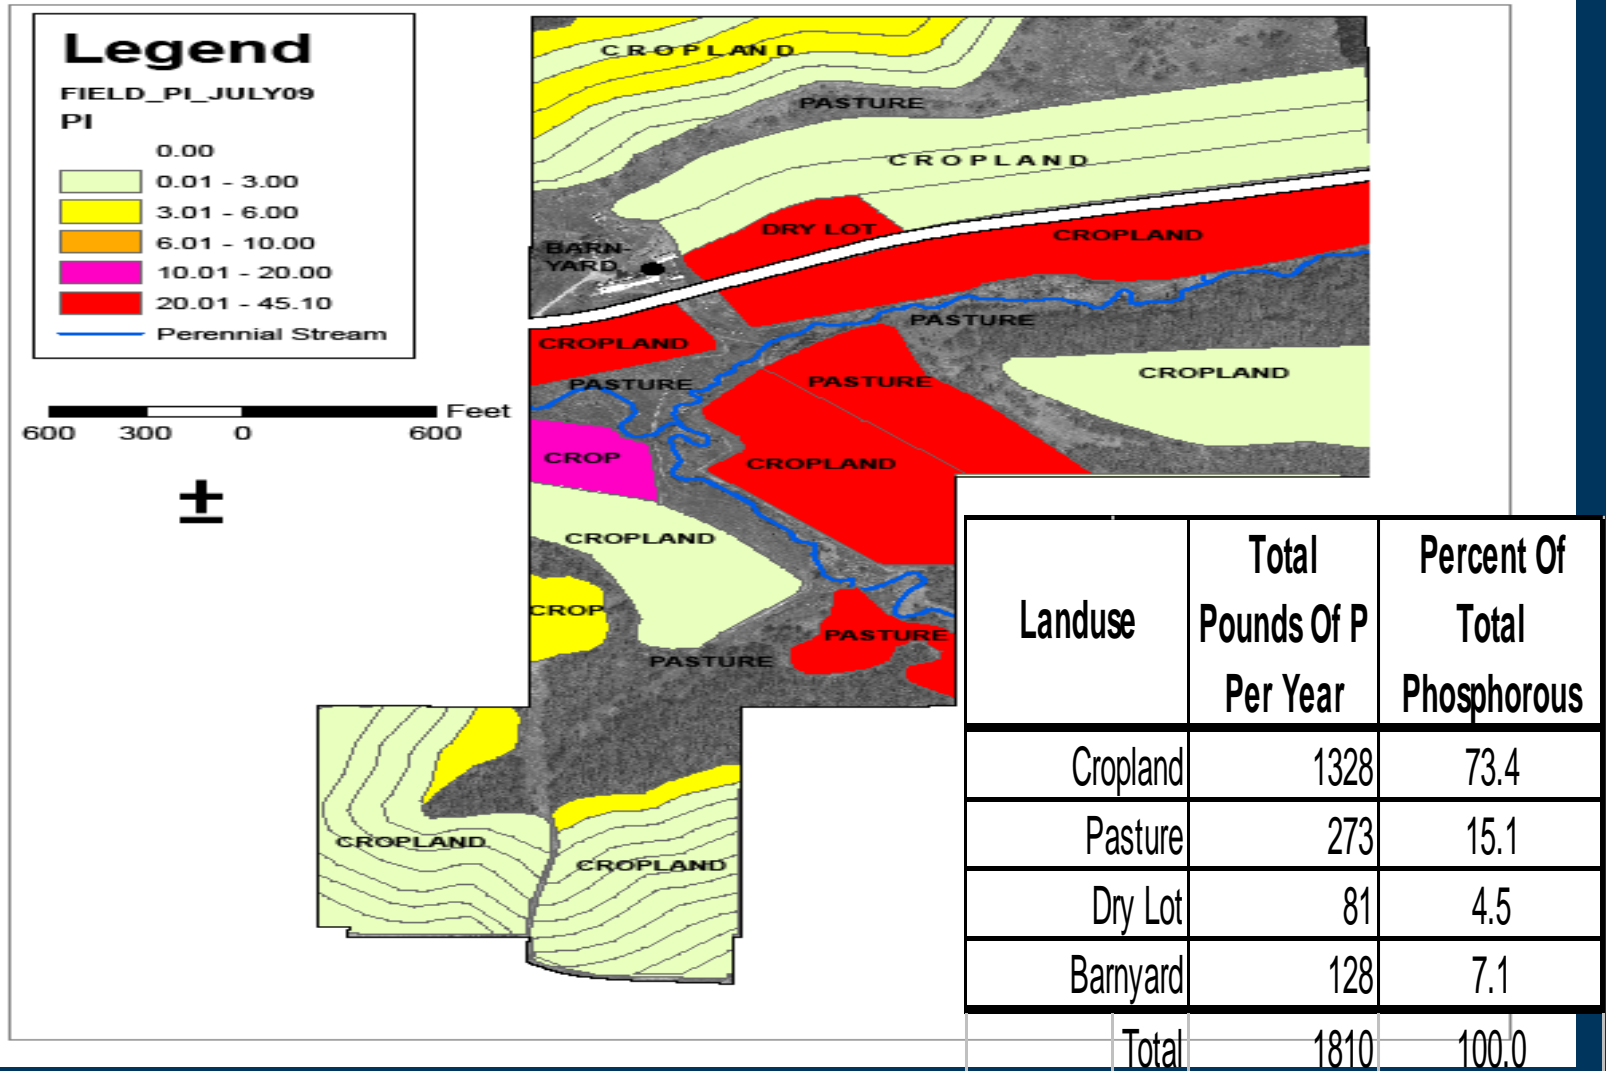 Legend
FIELD_PI_JULY09
PI
0.00
0.01 - 3.00
3.01 - 6.00
6.01 - 10.00
10.01 - 20.00
20.01 - 45.10
Perennial Stream
Feet
600 300 0 600
±
CROPLAND
PASTURE
CROPLAND
DRY LOT
CROPLAND
BARN-
YARD
PASTURE
CROPLAND
CROPLAND
PASTURE
PASTURE
CROP
CROPLAND
CROPLAND
CROP
PASTURE
PASTURE
CROPLAND
CROPLAND
Landuse
Total
Pounds Of P
Per Year
Percent Of
Total
Phosphorous
Cropland 1328 73.4
Pasture 273 15.1
Dry Lot 81 4.5
Barnyard 128 7.1
Total 1810 100.0